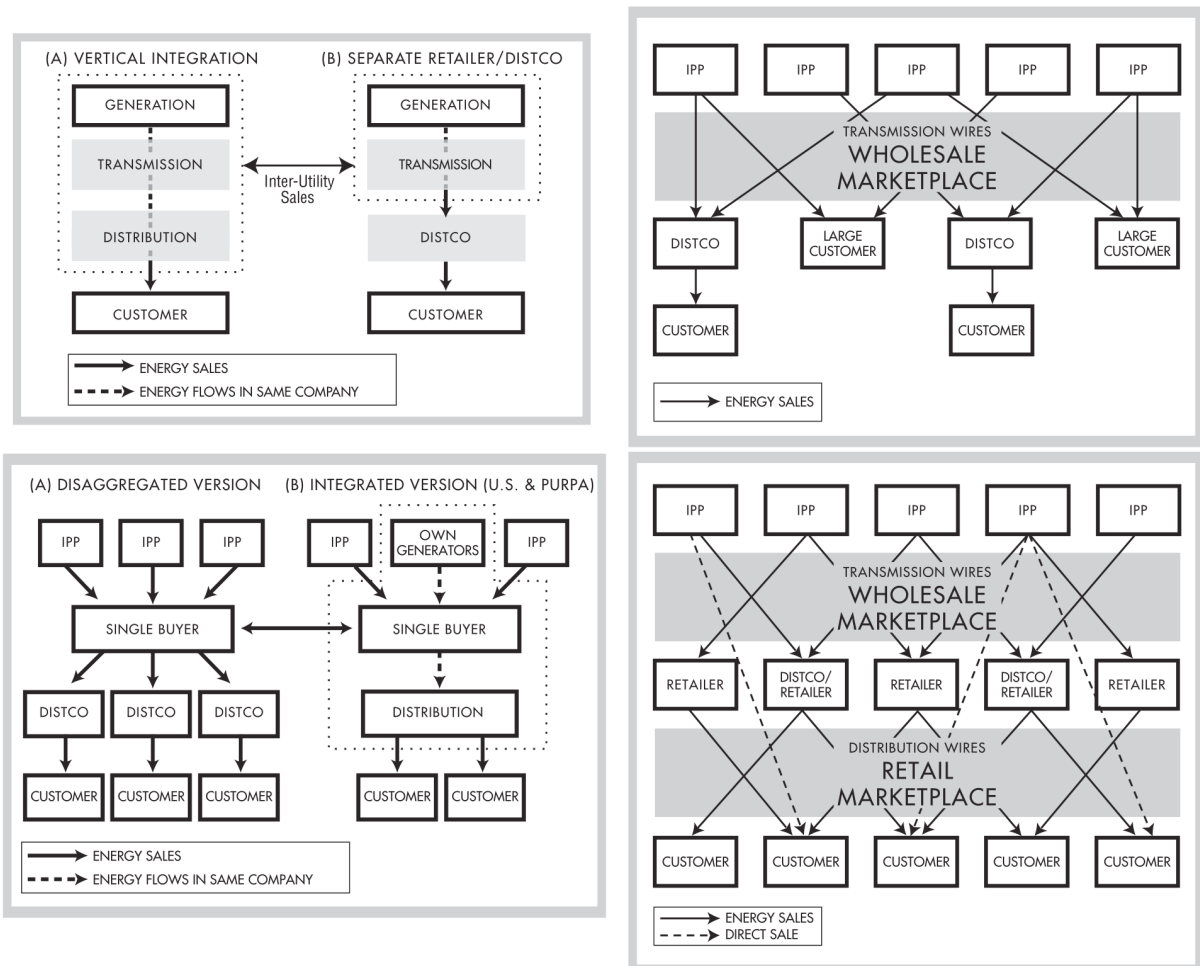 (A) VERTICAL INTEGRATION
(B) SEPARATE RETAILER/DISTCO
GENERATION
GENERATION
TRANSMISSION
TRANSMISSION
Inter-Utility
Sales
DISTRIBUTION
DISTCO
CUSTOMER
CUSTOMER
ENERGY SALES
ENERGY FLOWS IN SAME COMPANY
IPP
IPP
IPP
IPP
IPP
TRANSMISSION WIRES
WHOLESALE
MARKETPLACE
DISTCO
LARGE
CUSTOMER
DISTCO
LARGE
CUSTOMER
CUSTOMER
CUSTOMER
ENERGY SALES
(A) DISAGGREGATED VERSION
(B) INTEGRATED VERSION (U.S. & PURPA)
IPP
IPP
IPP
IPP
OWN
GENERATORS
IPP
SINGLE BUYER
SINGLE BUYER
DISTCO
DISTCO
DISTCO
DISTRIBUTION
CUSTOMER
CUSTOMER
CUSTOMER
CUSTOMER
CUSTOMER
ENERGY SALES
ENERGY FLOWS IN SAME COMPANY
IPP
IPP
IPP
IPP
IPP
TRANSMISSION WIRES
WHOLESALE
MARKETPLACE
RETAILER
DISTCO/
RETAILER
RETAILER
DISTCO/
RETAILER
RETAILER
DISTRIBUTION WIRES
RETAIL
MARKETPLACE
CUSTOMER
CUSTOMER
CUSTOMER
CUSTOMER
CUSTOMER
ENERGY SALES
DIRECT SALE